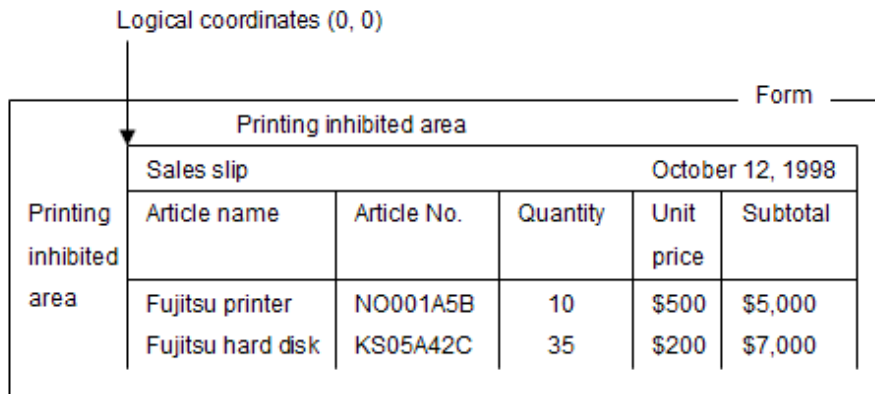 Logical coordinates (0, 0)
Form
Printing inhibited area
Sales slip October 12, 1998
Printing inhibited area
Article name Article No. Quantity Unit price Subtotal
Fujitsu printer NO001A5B 10 $500 $5,000
Fujitsu hard disk KS05A42C 35 $200 $7,000